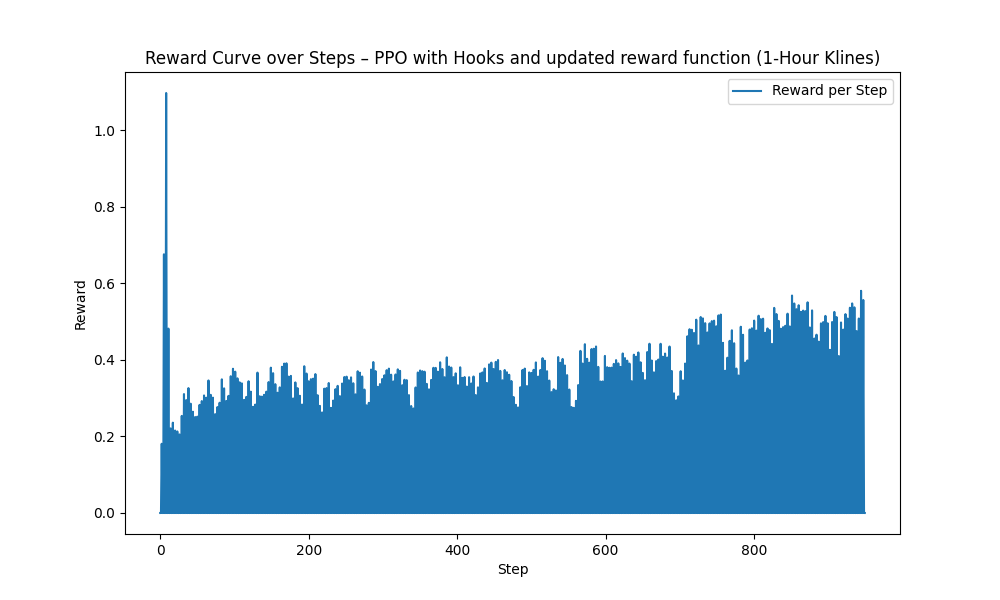 Reward Curve over Steps – PPO with Hooks and updated reward function (1-Hour Klines)
Reward per Step
1.0
0.8
0.6
0.4
0.2
0.0
Reward
0 200 400 600 800
Step